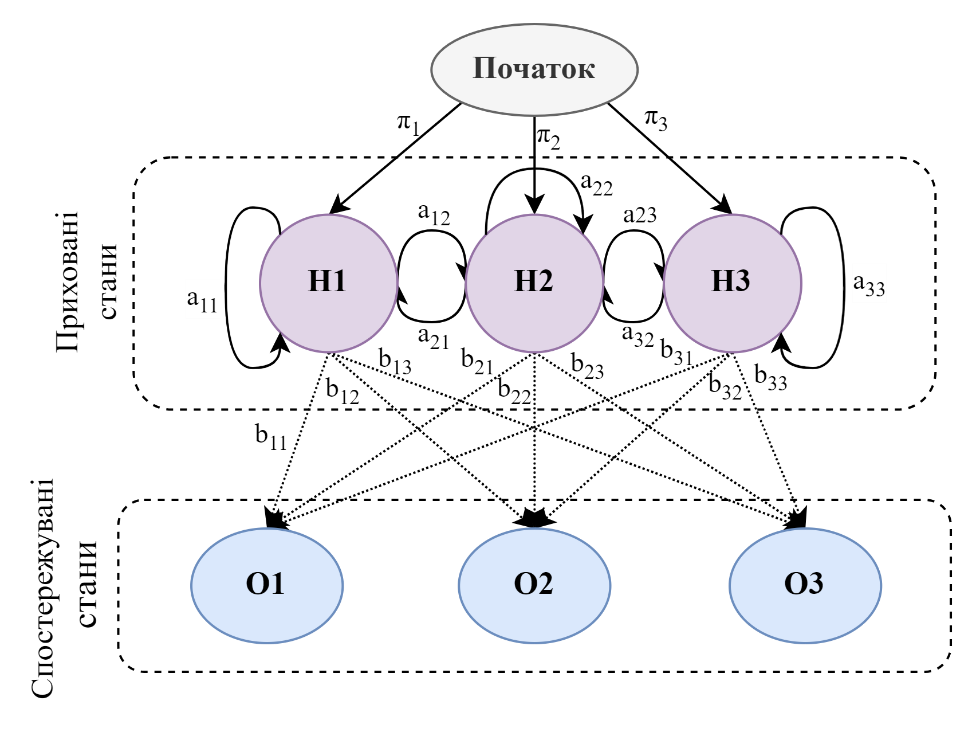 Початок
π1
π2
π3
a22
a12
a23
Приховані
стани
H1
H2
H3
a11
a33
a21
a32
b13
b21
b23
b31
b12
b22
b32
b33
b11
Спостережувані
стани
O1
O2
O3